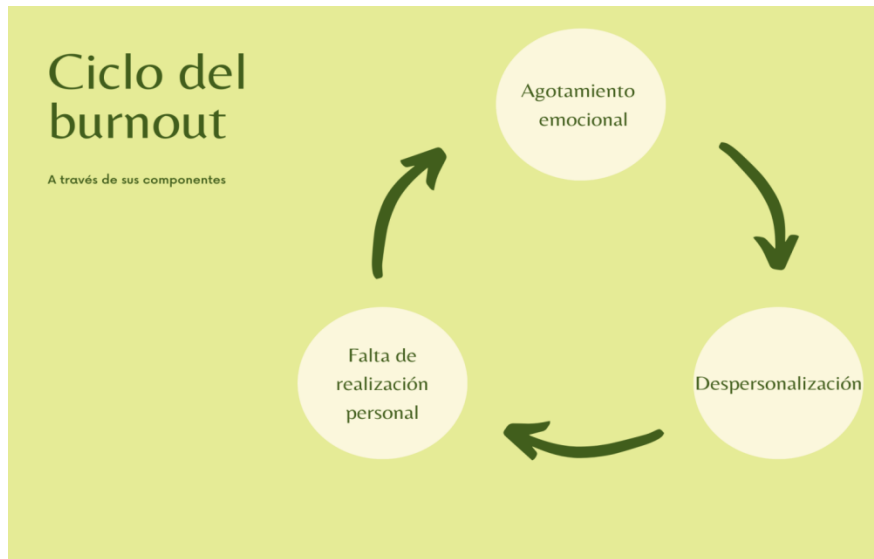 Ciclo del
burnout
A través de sus componentes
Agotamiento
emocional
Despersonalización
Falta de
realización
personal